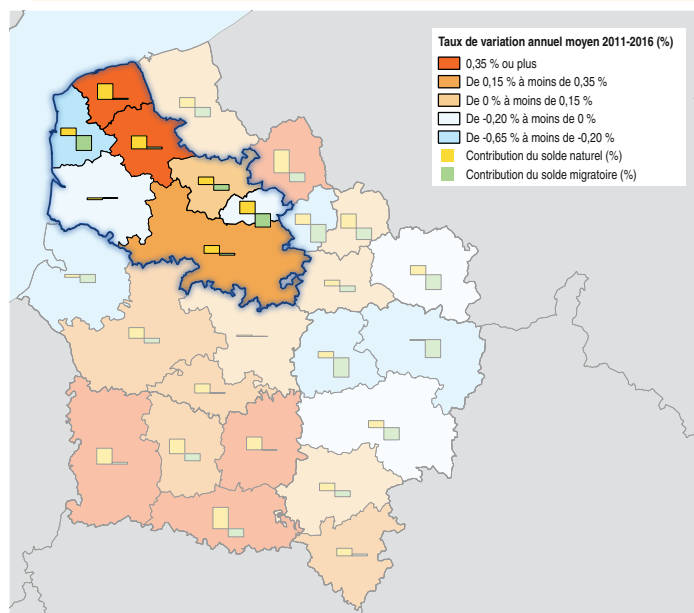 Taux de variation annuel moyen 2011-2016 (%)
0,35 % ou plus
De 0,15 % à moins de 0,35 %
De 0 % à moins de 0,15 %
De -0,20 % à moins de 0 %
De -0,65 % à moins de -0,20 %
Contribution du solde naturel (%)
Contribution du solde migratoire (%)